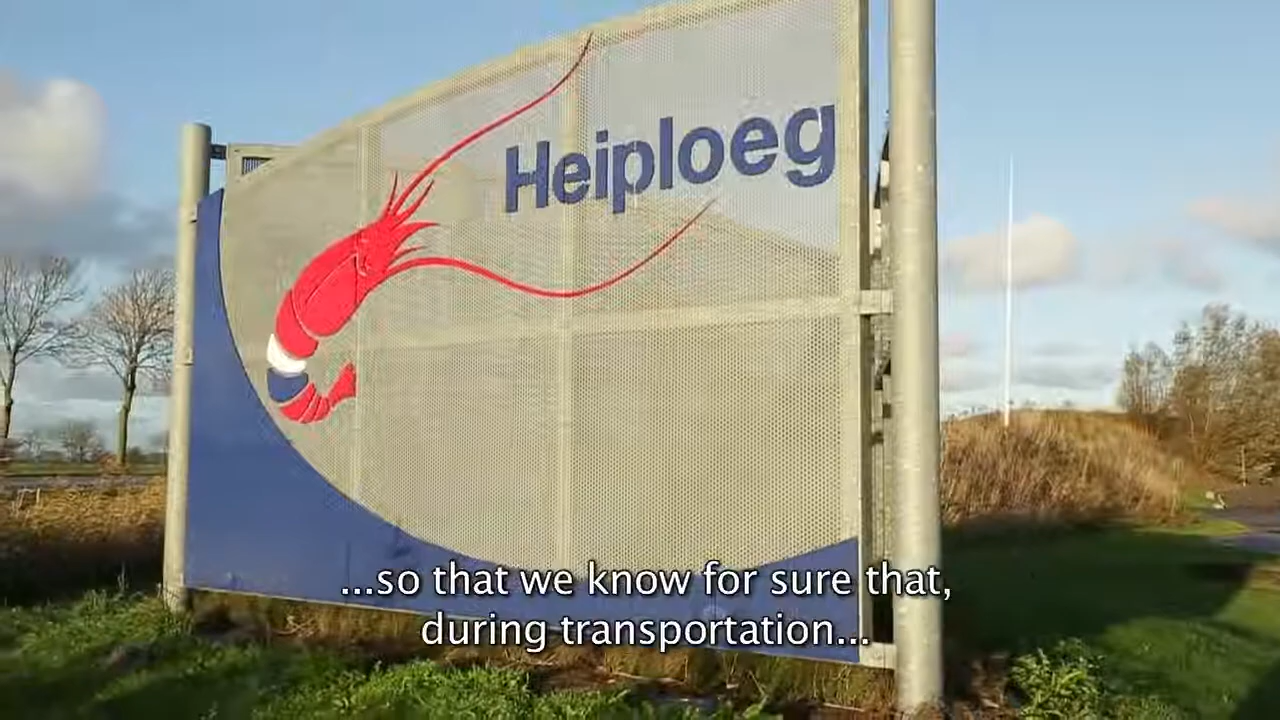 Heiploeg
...so that we know for sure that,
during transportation...